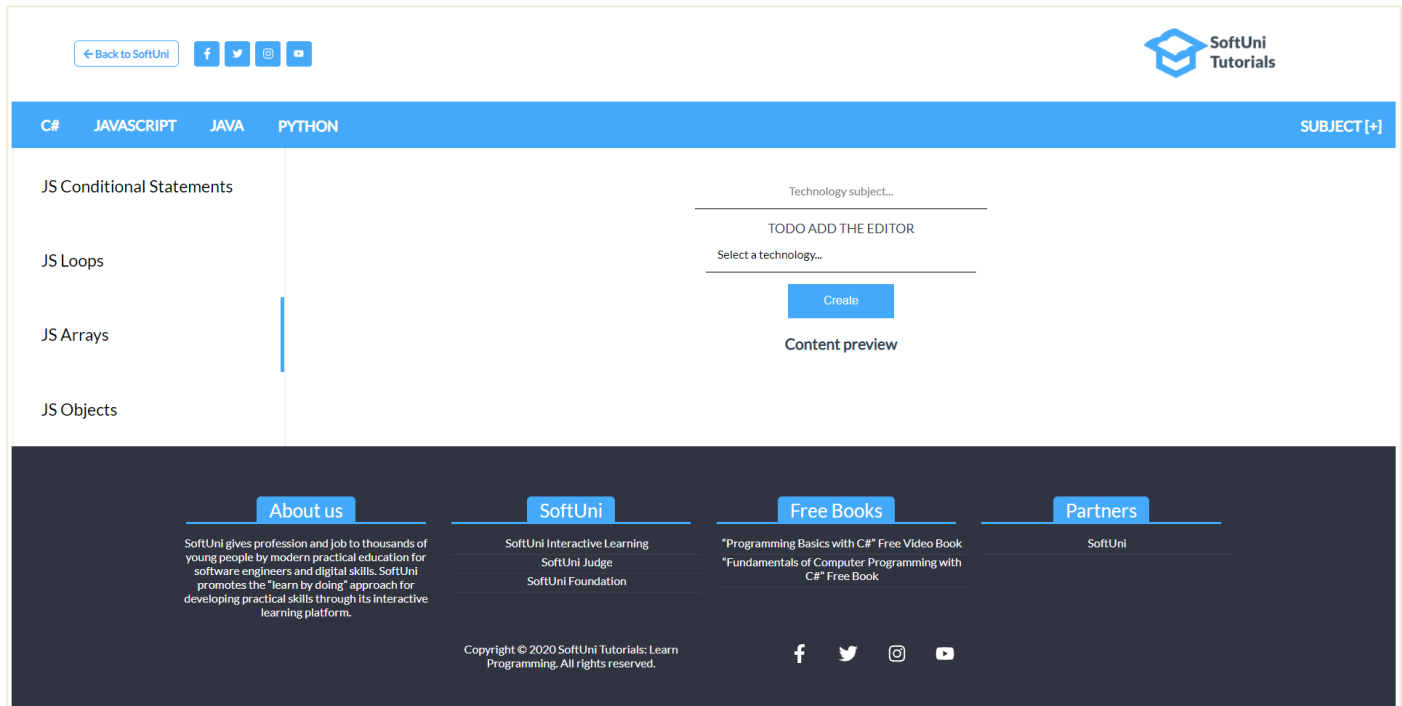 Back to SoftUni
SoftUni
Tutorials
C# JAVASCRIPT JAVA PYTHON SUBJECT [+]
JS Conditional Statements
JS Loops
JS Arrays
JS Objects
Technology subject...
TODO ADD THE EDITOR
Select a technology...
Create
Content preview
About us
SoftUni gives profession and job to thousands of
young people by modern practical education for
software engineers and digital skills. SoftUni
promotes the “learn by doing” approach for
developing practical skills through its interactive
learning platform.
SoftUni
SoftUni Interactive Learning
SoftUni Judge
SoftUni Foundation
Free Books
“Programming Basics with C#” Free Video Book
“Fundamentals of Computer Programming with
C#” Free Book
Partners
SoftUni
Copyright © 2020 SoftUni Tutorials: Learn
Programming. All rights reserved.